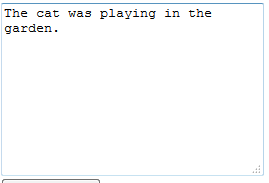 The cat was playing in the
garden.